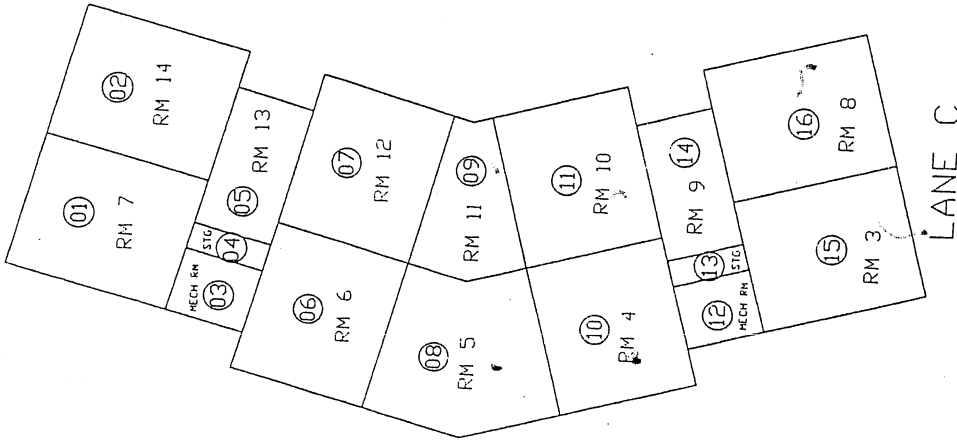 02
RM 14
01
RM 7
RM 13
05
STG
04
MECH RM
03
07
RM 12
06
RM 6
09
RM 11
08
RM 5
11
RM 10
10
RM 4
14
RM 9
13
STG
12
MECH RM
16
RM 8
15
RM 3
LANE C